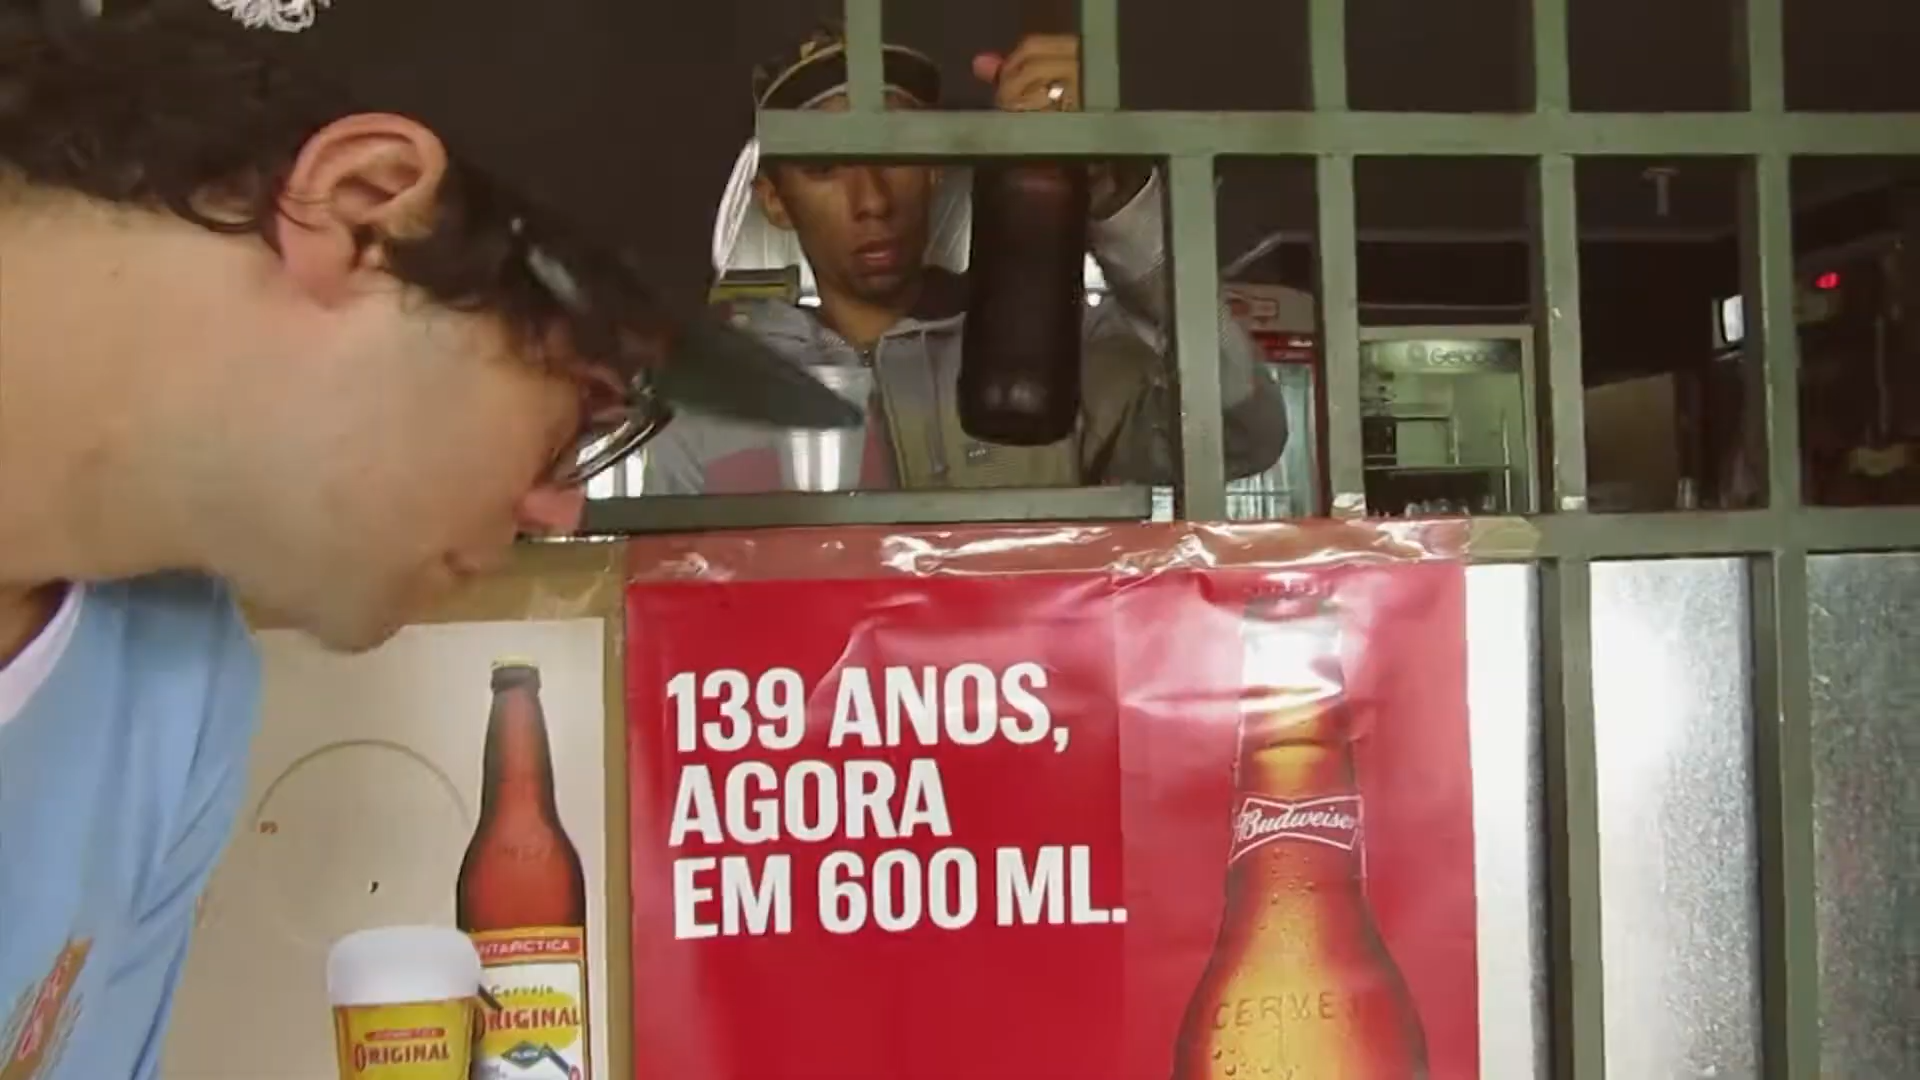 139 ANOS,
AGORA
EM 600 ML.
Budweiser
ANTARCTICA
Cerveja
ORIGINAL
ORIGINAL